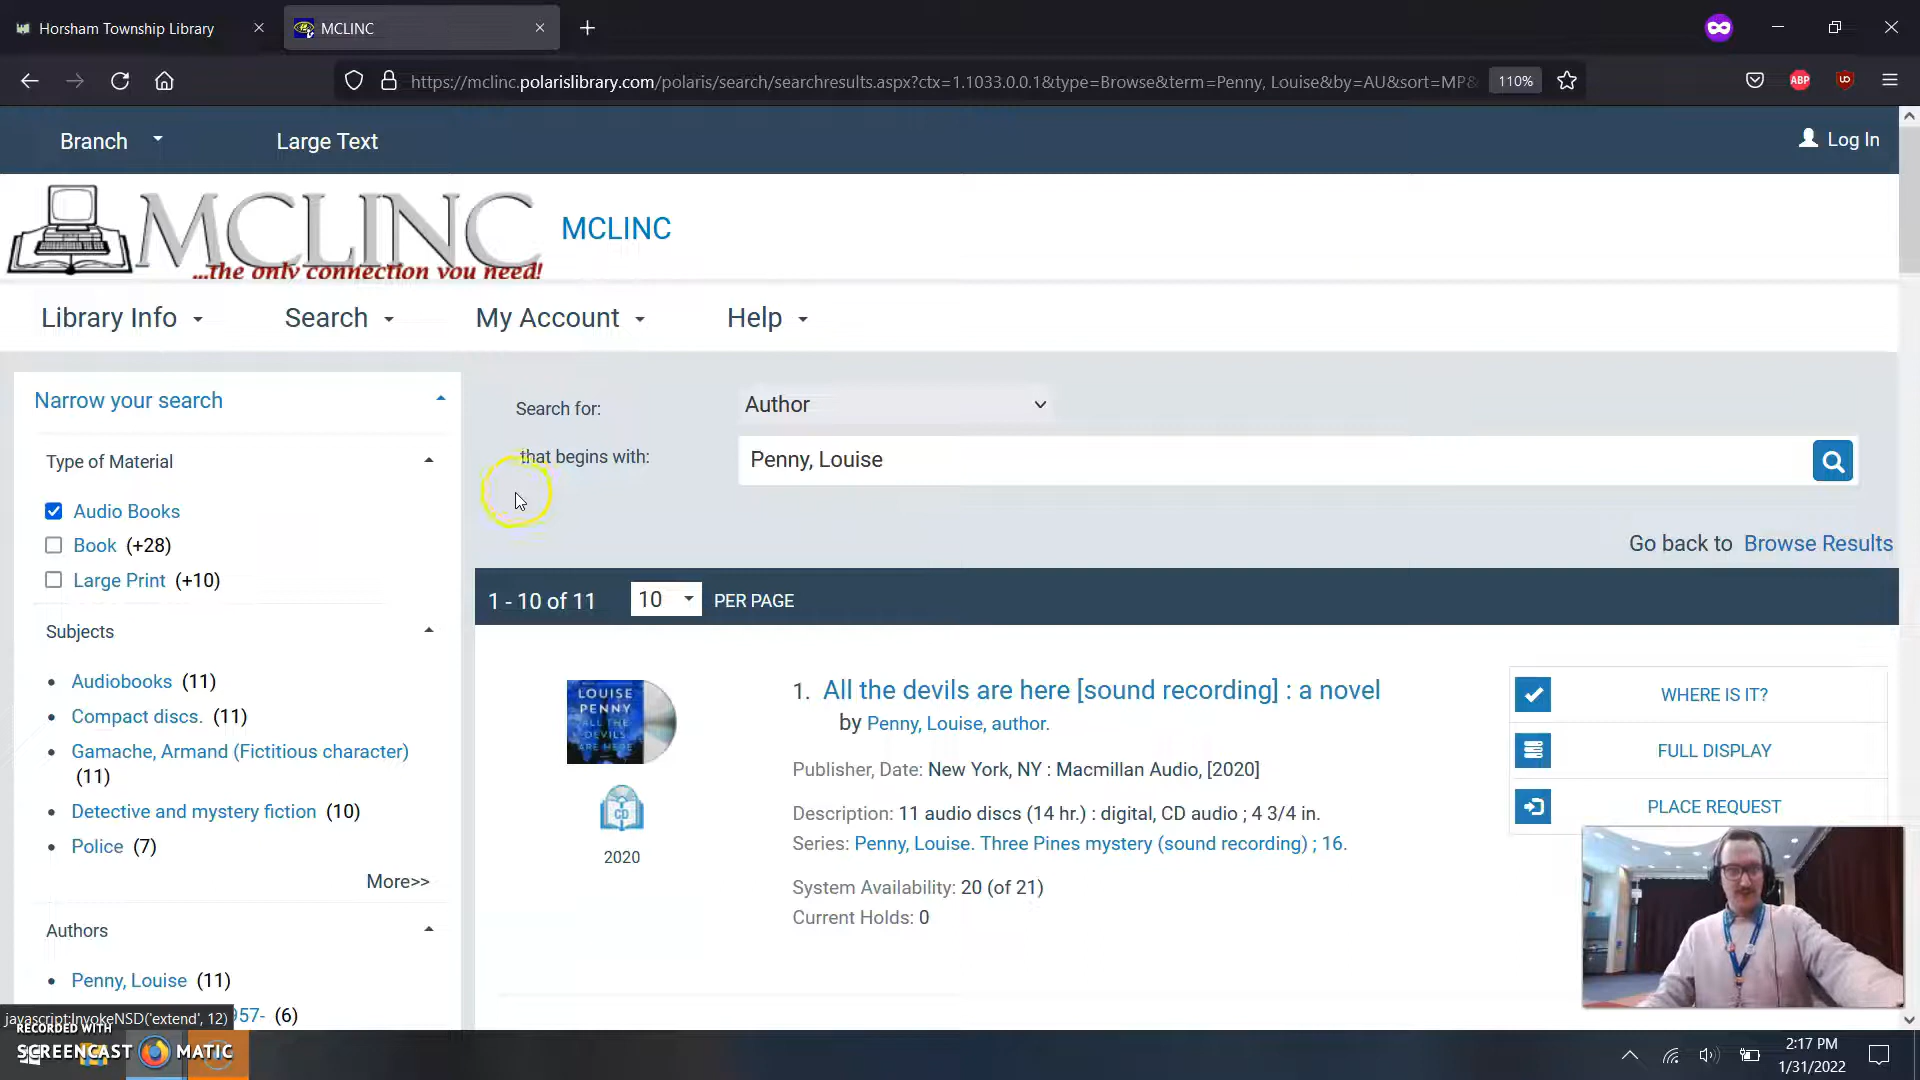 Horsham Township Library
MCLINC
https://mclinc.polarislibrary.com/polaris/search/searchresults.aspx?ctx=1.1033.0.0.1&type=Browse&term=Penny, Louise&by=AU&sort=MP&
110%
ABP
Branch
Large Text
Log In
MCLINC
...the only connection you need!
MCLINC
Library Info
Search
My Account
Help
Narrow your search
Type of Material
Audio Books
Book (+28)
Large Print (+10)
Subjects
Audiobooks (11)
Compact discs. (11)
Gamache, Armand (Fictitious character)
(11)
Detective and mystery fiction (10)
Police (7)
More>>
Authors
Penny, Louise (11)
957- (6)
Search for:
Author
that begins with:
Penny, Louise
Go back to Browse Results
1 - 10 of 11
10
PER PAGE
LOUISE
PENNY
ALL THE
DEVILS
ARE HERE
CD
2020
1. All the devils are here [sound recording] : a novel
by Penny, Louise, author.
Publisher, Date: New York, NY : Macmillan Audio, [2020]
Description: 11 audio discs (14 hr.) : digital, CD audio ; 4 3/4 in.
Series: Penny, Louise. Three Pines mystery (sound recording) ; 16.
System Availability: 20 (of 21)
Current Holds: 0
WHERE IS IT?
FULL DISPLAY
PLACE REQUEST
javascript:InvokeNSD('extend', 12)
RECORDED WITH
SCREENCAST MATIC
2:17 PM
1/31/2022